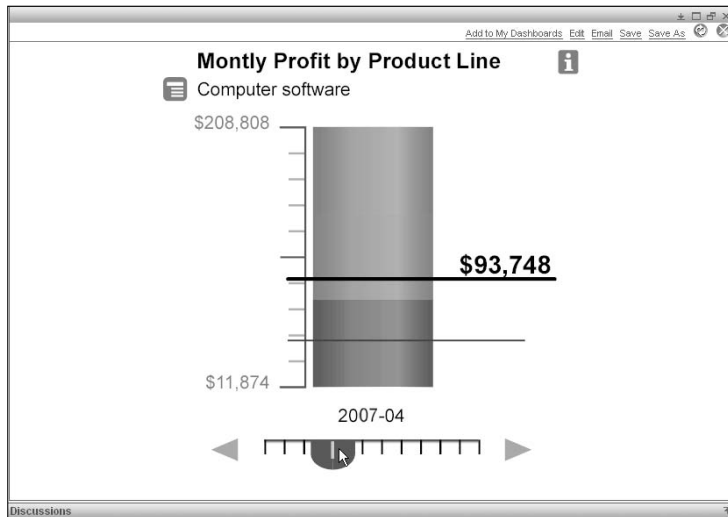 Add to My Dashboards Edit Email Save Save As
Montly Profit by Product Line
Computer software
$208,808
$93,748
$11,874
2007-04
Discussions